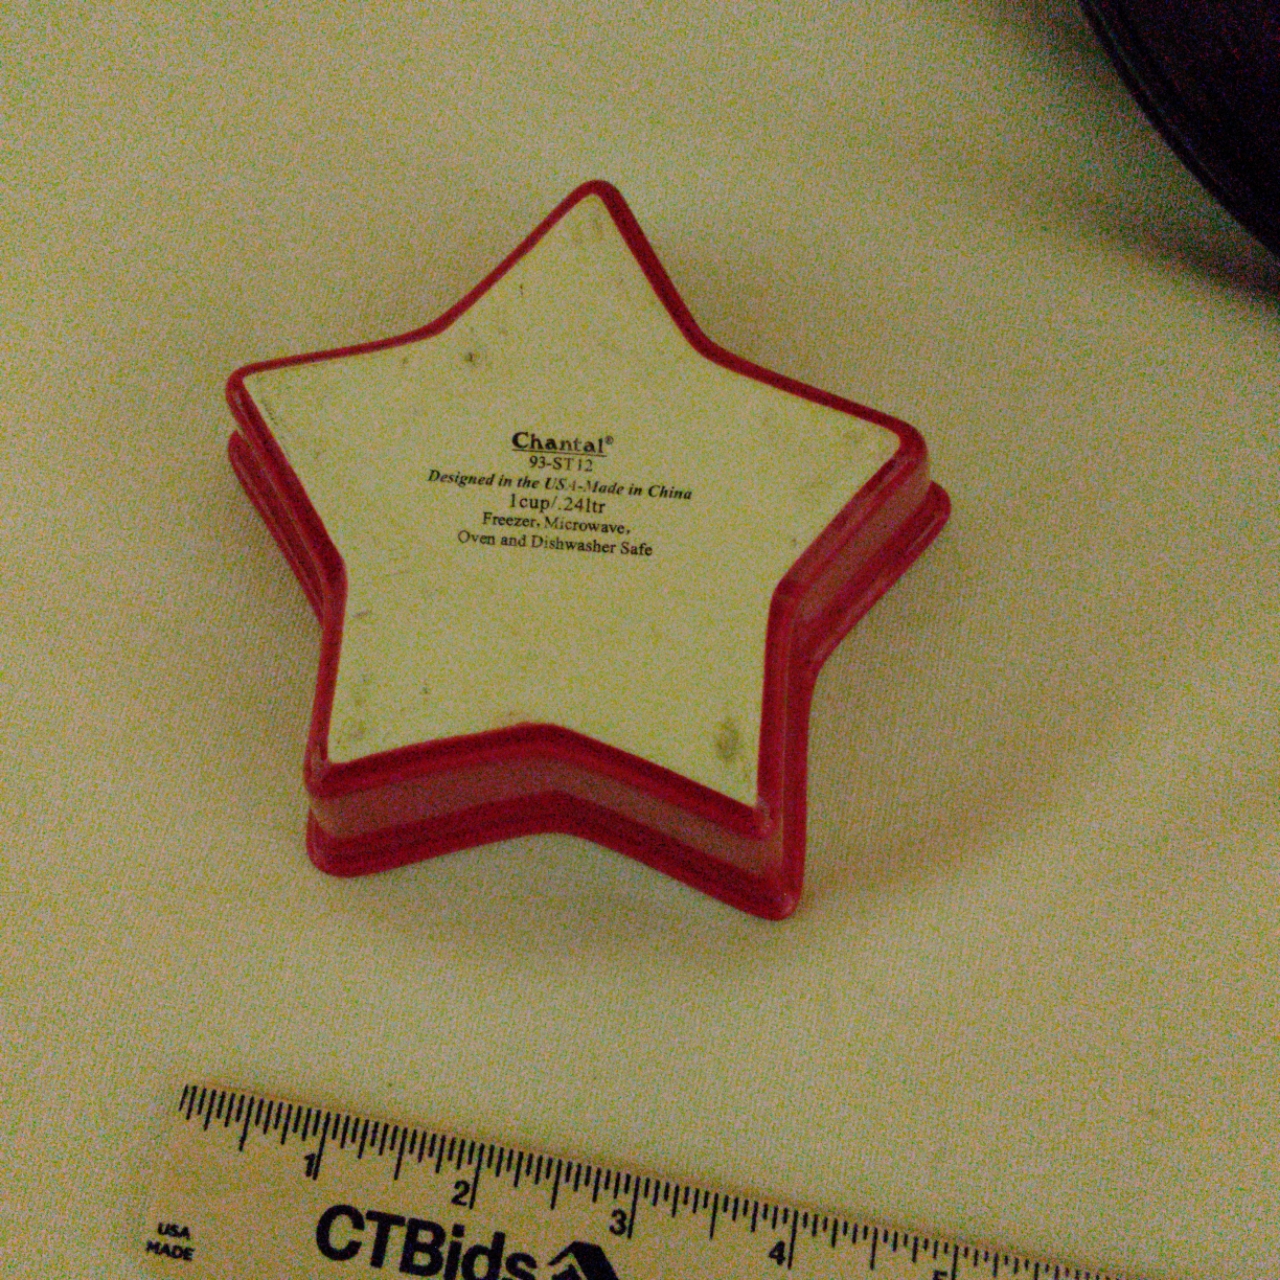 Chantal®
93-ST12
Designed in the USA-Made in China
1cup/.24ltr
Freezer, Microwave,
Oven and Dishwasher Safe
1
2
3
4
5
USA
MADE
CTBids